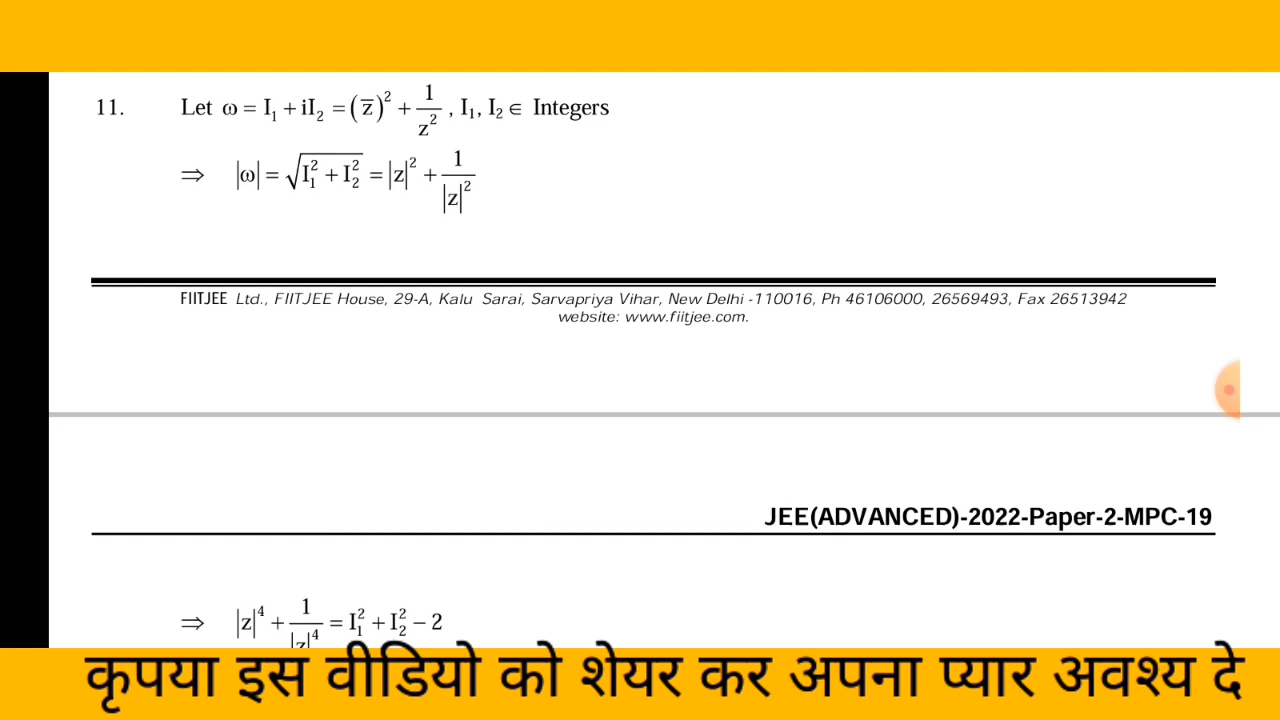 11. Let ω = I₁ + iI₂ = (z̅)² + 1/z² , I₁, I₂ ∈ Integers
⇒ |ω| = √(I₁² + I₂²) = |z|² + 1/|z|²
FIITJEE Ltd., FIITJEE House, 29-A, Kalu Sarai, Sarvapriya Vihar, New Delhi -110016, Ph 46106000, 26569493, Fax 26513942
website: www.fiitjee.com.
JEE(ADVANCED)-2022-Paper-2-MPC-19
⇒ |z|⁴ + 1/|z|⁴ = I₁² + I₂² − 2
कृपया इस वीडियो को शेयर कर अपना प्यार अवश्य दे